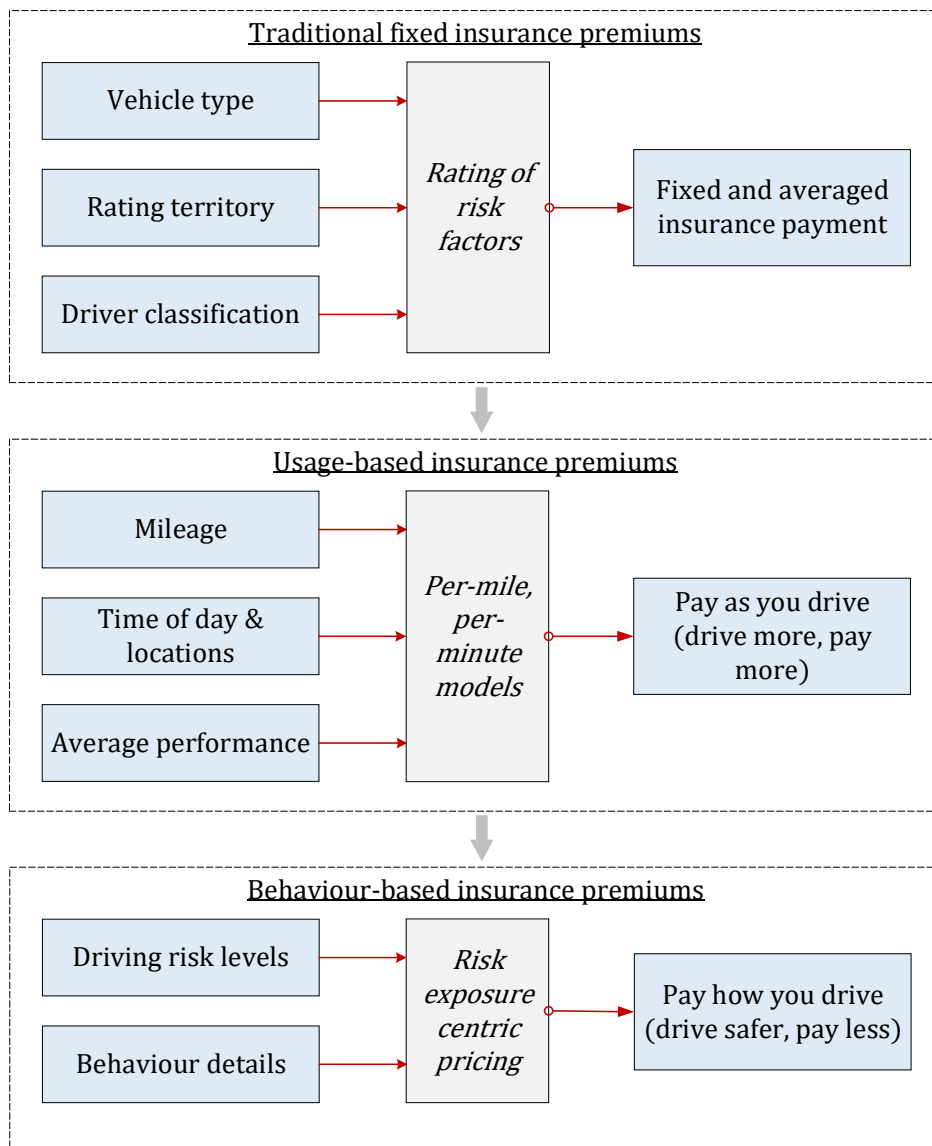 Traditional fixed insurance premiums
Vehicle type
Rating territory
Driver classification
Rating of
risk
factors
Fixed and averaged
insurance payment
Usage-based insurance premiums
Mileage
Time of day &
locations
Average performance
Per-mile,
per-
minute
models
Pay as you drive
(drive more, pay
more)
Behaviour-based insurance premiums
Driving risk levels
Behaviour details
Risk
exposure
centric
pricing
Pay how you drive
(drive safer, pay less)